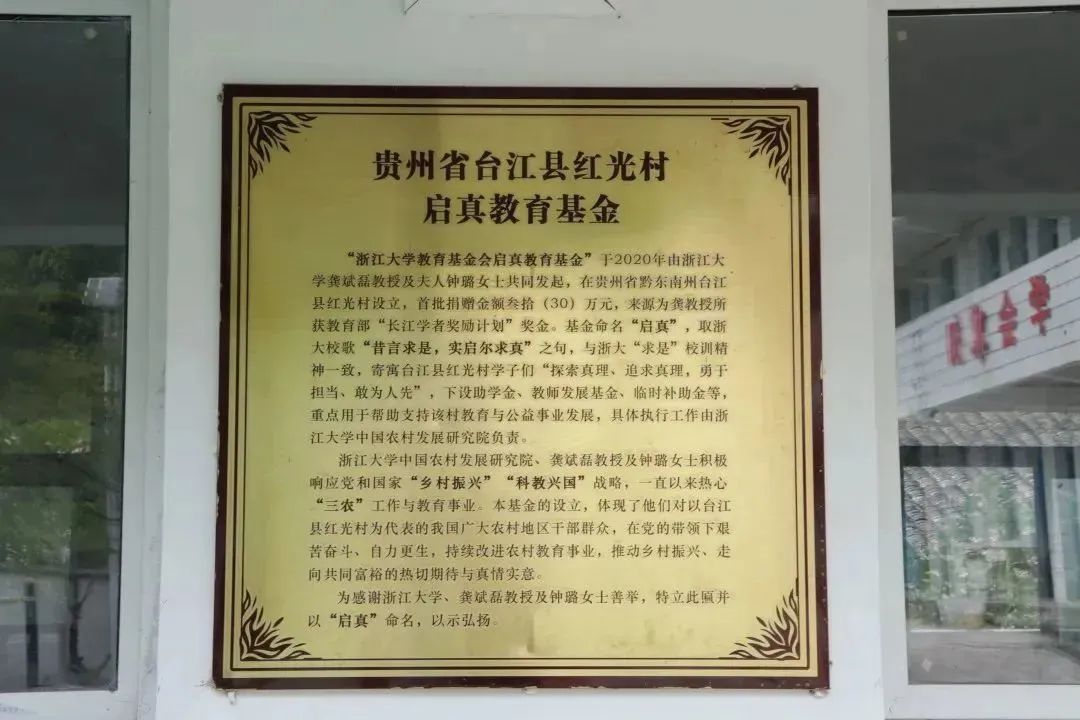 贵州省台江县红光村
启真教育基金
“浙江大学教育基金会启真教育基金”于2020年由浙江大
学龚斌磊教授及夫人钟璐女士共同发起，在贵州省黔东南州台江
县红光村设立，首批捐赠金额叁拾（30）万元，来源为龚教授所
获教育部“长江学者奖励计划”奖金。基金命名“启真”，取浙
大校歌“昔言求是，实启尔求真”之句，与浙大“求是”校训精
神一致，寄寓台江县红光村学子们“探索真理、追求真理，勇于
担当、敢为人先”，下设助学金、教师发展基金、临时补助金等，
重点用于帮助支持该村教育与公益事业发展，具体执行工作由浙
江大学中国农村发展研究院负责。
浙江大学中国农村发展研究院、龚斌磊教授及钟璐女士积极
响应党和国家“乡村振兴”“科教兴国”战略，一直以来热心
“三农”工作与教育事业。本基金的设立，体现了他们对以台江
县红光村为代表的我国广大农村地区干部群众，在党的带领下艰
苦奋斗、自力更生，持续改进农村教育事业，推动乡村振兴、走
向共同富裕的热切期待与真情实意。
为感谢浙江大学、龚斌磊教授及钟璐女士善举，特立此匾并
以“启真”命名，以示弘扬。
学会求知